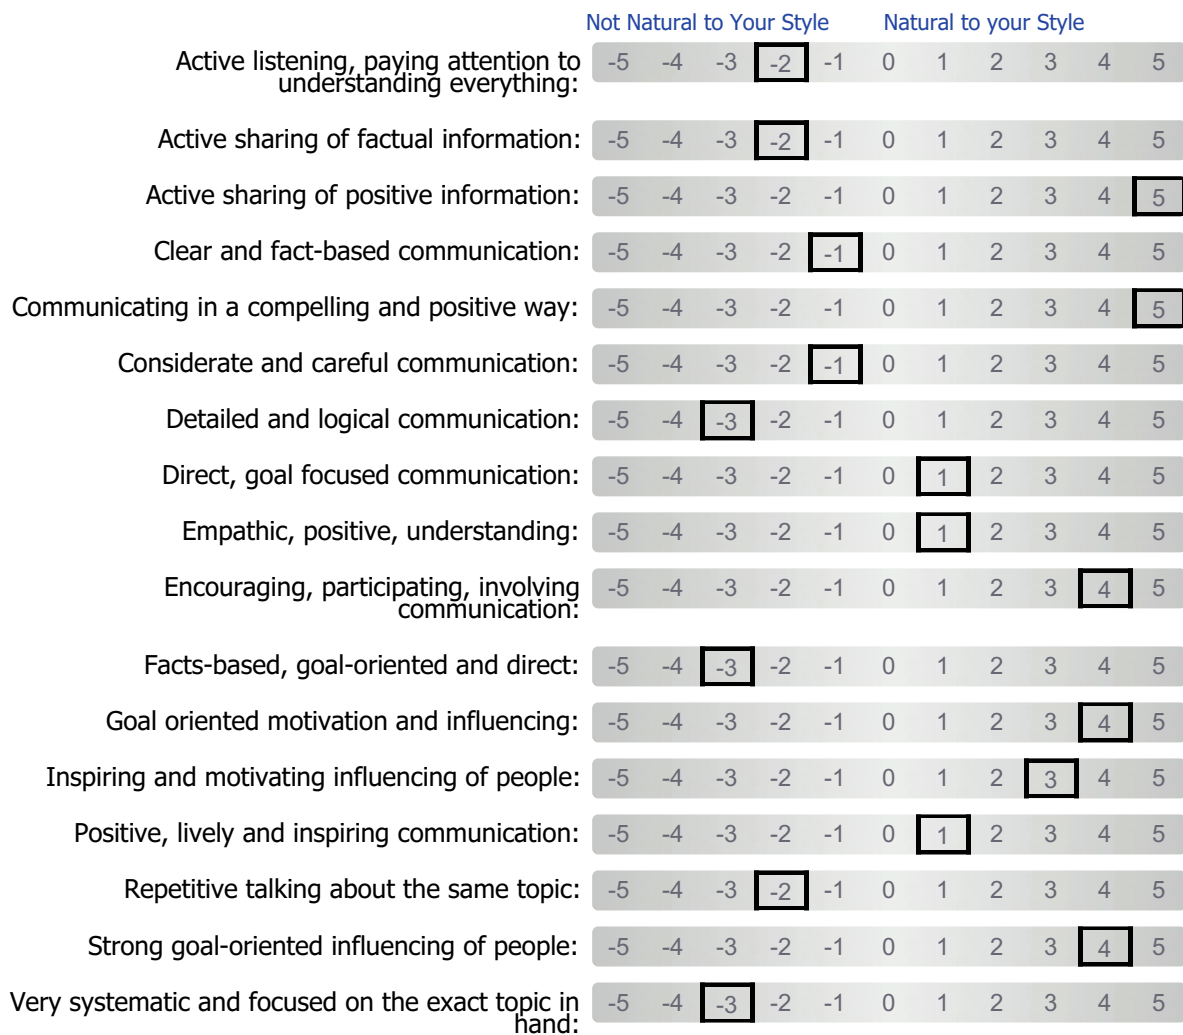 Not Natural to Your Style Natural to your Style
Active listening, paying attention to -5 -4 -3 -2 -1 0 1 2 3 4 5
understanding everything:
Active sharing of factual information: -5 -4 -3 -2 -1 0 1 2 3 4 5
Active sharing of positive information: -5 -4 -3 -2 -1 0 1 2 3 4 5
Clear and fact-based communication: -5 -4 -3 -2 -1 0 1 2 3 4 5
Communicating in a compelling and positive way: -5 -4 -3 -2 -1 0 1 2 3 4 5
Considerate and careful communication: -5 -4 -3 -2 -1 0 1 2 3 4 5
Detailed and logical communication: -5 -4 -3 -2 -1 0 1 2 3 4 5
Direct, goal focused communication: -5 -4 -3 -2 -1 0 1 2 3 4 5
Empathic, positive, understanding: -5 -4 -3 -2 -1 0 1 2 3 4 5
Encouraging, participating, involving -5 -4 -3 -2 -1 0 1 2 3 4 5
communication:
Facts-based, goal-oriented and direct: -5 -4 -3 -2 -1 0 1 2 3 4 5
Goal oriented motivation and influencing: -5 -4 -3 -2 -1 0 1 2 3 4 5
Inspiring and motivating influencing of people: -5 -4 -3 -2 -1 0 1 2 3 4 5
Positive, lively and inspiring communication: -5 -4 -3 -2 -1 0 1 2 3 4 5
Repetitive talking about the same topic: -5 -4 -3 -2 -1 0 1 2 3 4 5
Strong goal-oriented influencing of people: -5 -4 -3 -2 -1 0 1 2 3 4 5
Very systematic and focused on the exact topic in -5 -4 -3 -2 -1 0 1 2 3 4 5
hand: